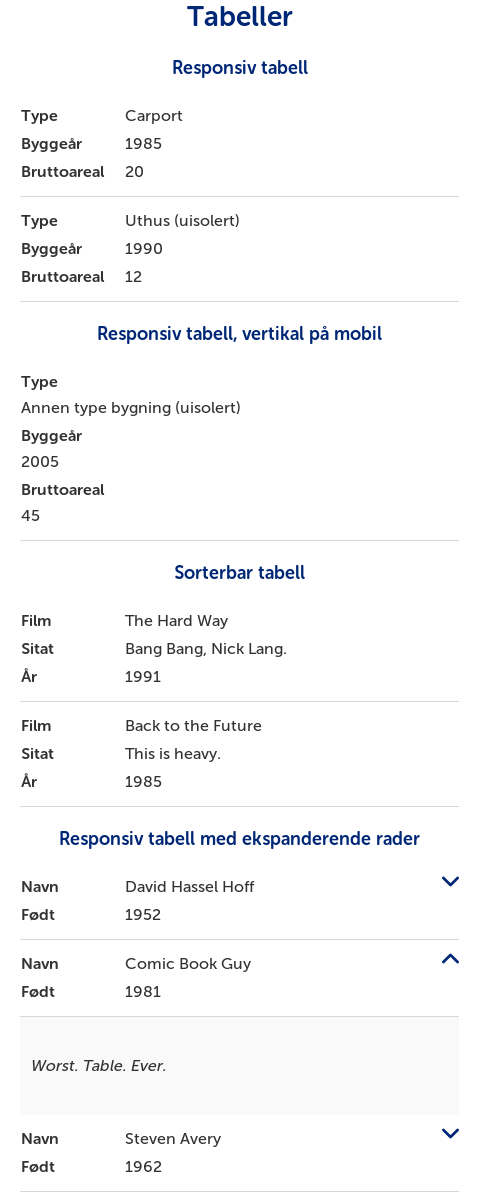 Tabeller
Responsiv tabell
Type Carport
Byggeår 1985
Bruttoareal 20
Type Uthus (uisolert)
Byggeår 1990
Bruttoareal 12
Responsiv tabell, vertikal på mobil
Type
Annen type bygning (uisolert)
Byggeår
2005
Bruttoareal
45
Sorterbar tabell
Film The Hard Way
Sitat Bang Bang, Nick Lang.
År 1991
Film Back to the Future
Sitat This is heavy.
År 1985
Responsiv tabell med ekspanderende rader
Navn David Hassel Hoff
Født 1952
Navn Comic Book Guy
Født 1981
Worst. Table. Ever.
Navn Steven Avery
Født 1962